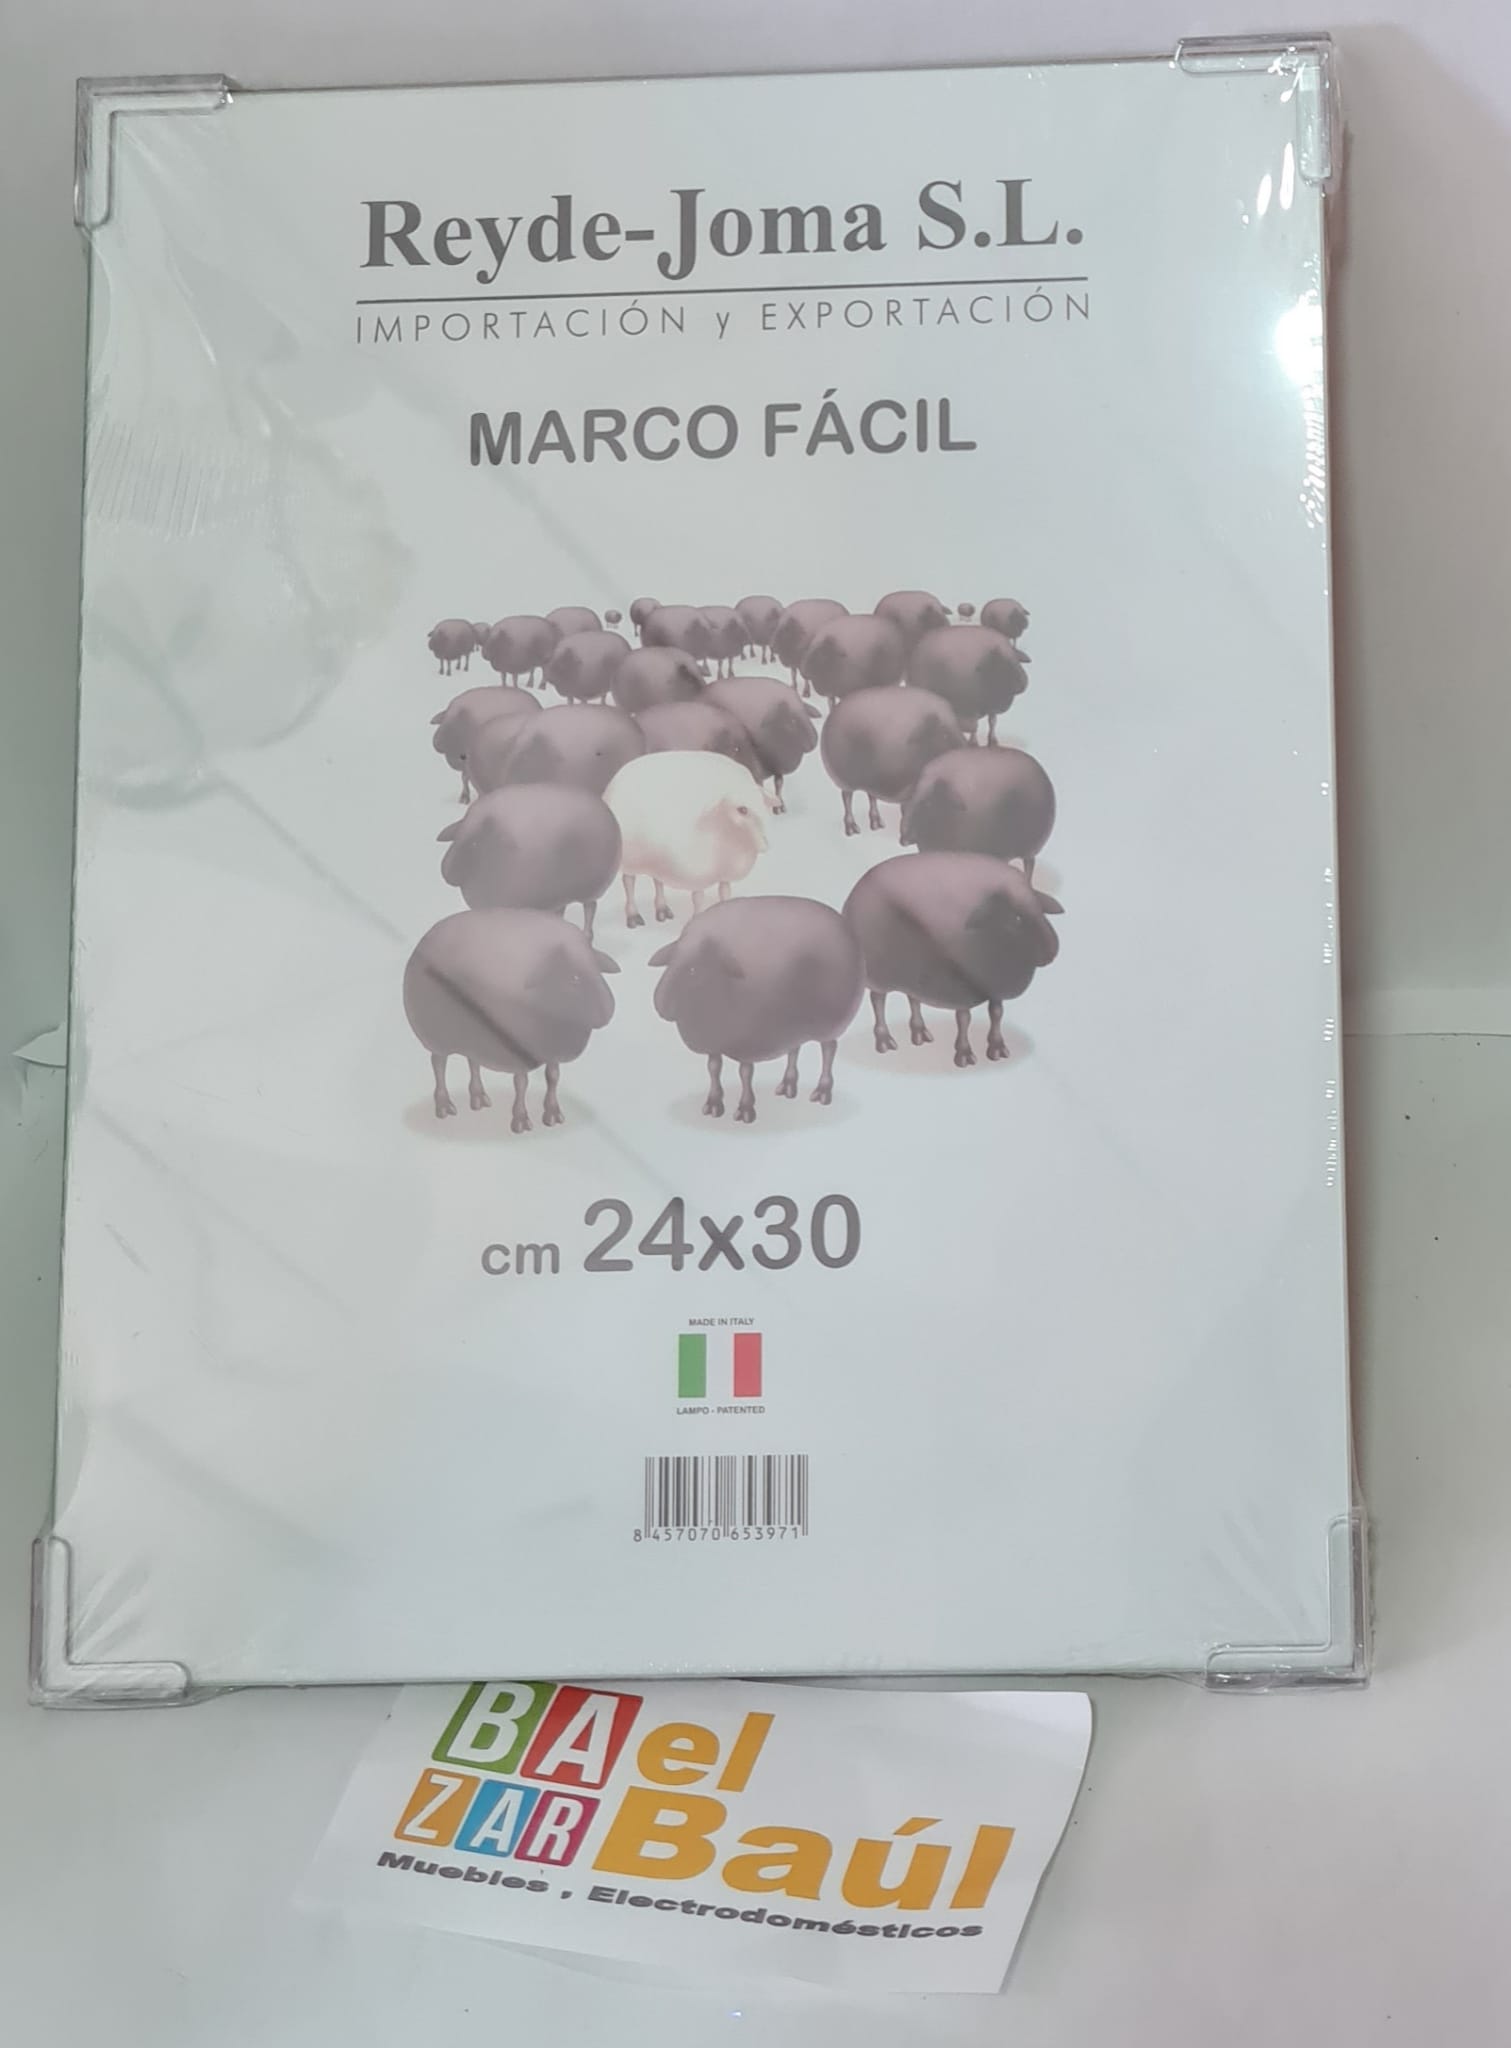 Reyde-Joma S.L.
IMPORTACIÓN y EXPORTACIÓN
MARCO FÁCIL
cm 24x30
MADE IN ITALY
LAMPO - PATENTED
8 457070 653971
BA el
ZAR Baúl
Muebles , Electrodomésticos